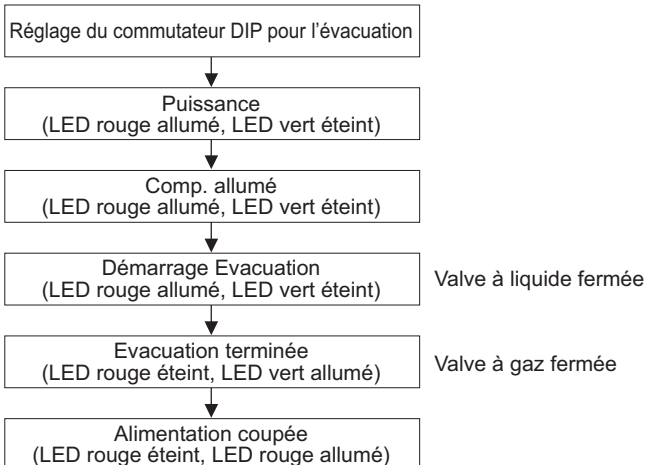 Réglage du commutateur DIP pour l’évacuation
Puissance
(LED rouge allumé, LED vert éteint)
Comp. allumé
(LED rouge allumé, LED vert éteint)
Démarrage Evacuation
(LED rouge allumé, LED vert éteint)
Valve à liquide fermée
Evacuation terminée
(LED rouge éteint, LED vert allumé)
Valve à gaz fermée
Alimentation coupée
(LED rouge éteint, LED rouge allumé)